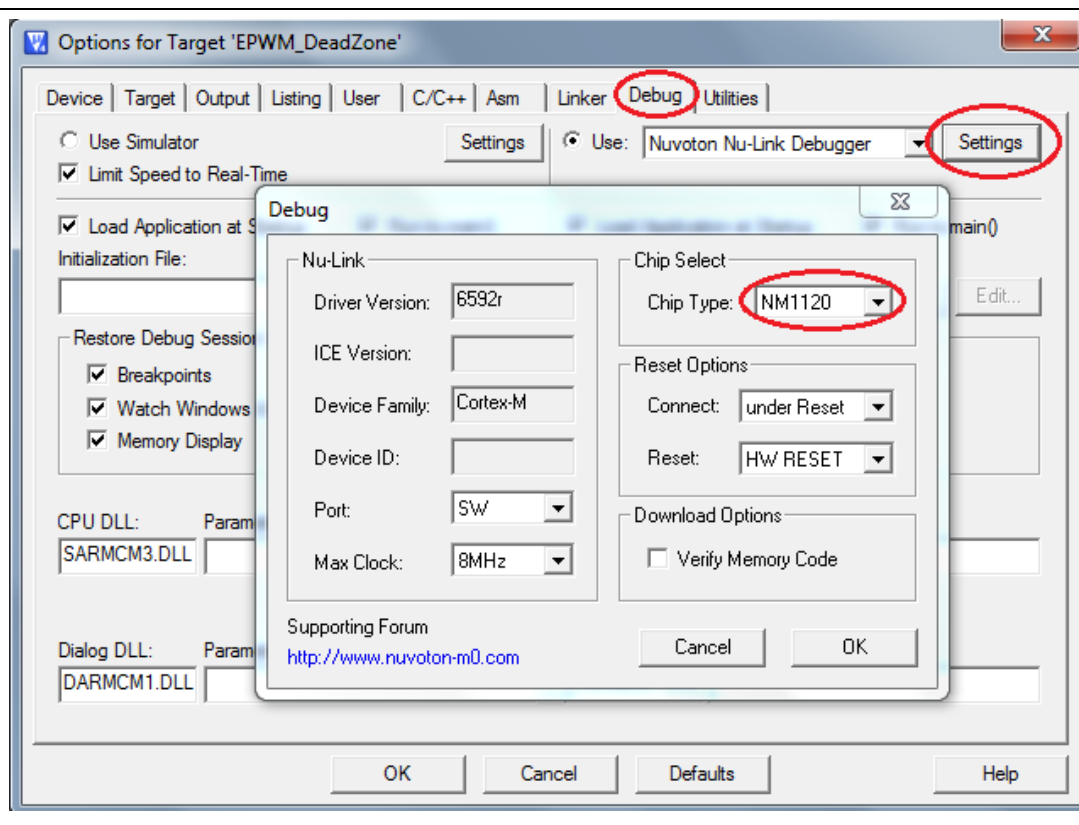 Options for Target 'EPWM_DeadZone'
Device Target Output Listing User C/C++ Asm Linker Debug Utilities
Use Simulator Settings Use: Nuvoton Nu-Link Debugger Settings
Limit Speed to Real-Time
Load Application at main()
Initialization File:
Edit...
Restore Debug Session
Breakpoints
Watch Windows
Memory Display
CPU DLL: Param
SARMCM3.DLL
Dialog DLL: Param
DARMCM1.DLL
Debug
Nu-Link
Driver Version: 6592r
ICE Version:
Device Family: Cortex-M
Device ID:
Port: SW
Max Clock: 8MHz
Chip Select
Chip Type: NM1120
Reset Options
Connect: under Reset
Reset: HW RESET
Download Options
Verify Memory Code
Supporting Forum
http://www.nuvoton-m0.com
Cancel OK
OK Cancel Defaults Help